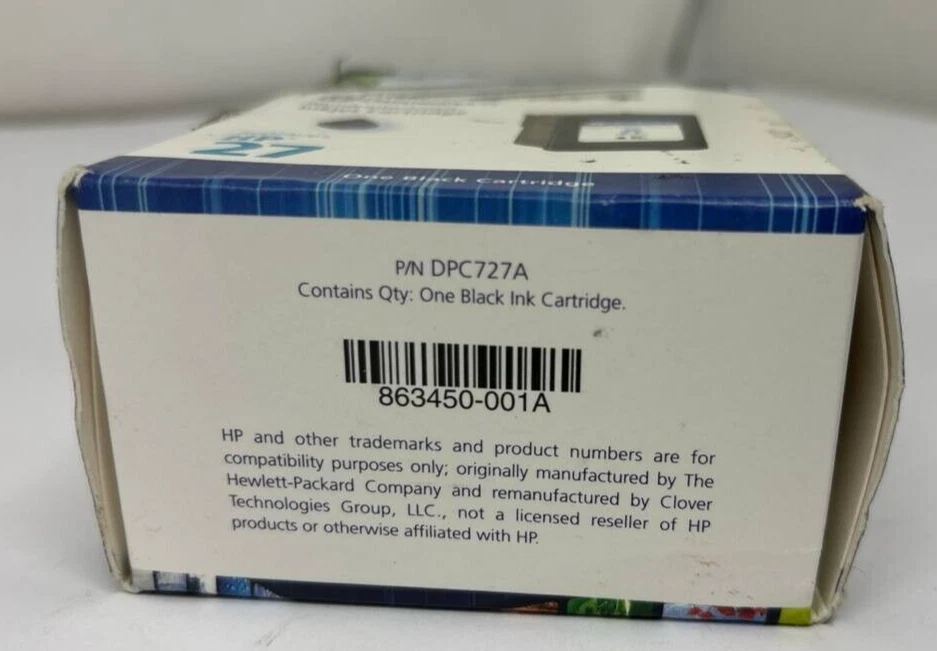 HP
27
One Black Cartridge
P/N DPC727A
Contains Qty: One Black Ink Cartridge.
863450-001A
HP and other trademarks and product numbers are for
compatibility purposes only; originally manufactured by The
Hewlett-Packard Company and remanufactured by Clover
Technologies Group, LLC., not a licensed reseller of HP
products or otherwise affiliated with HP.